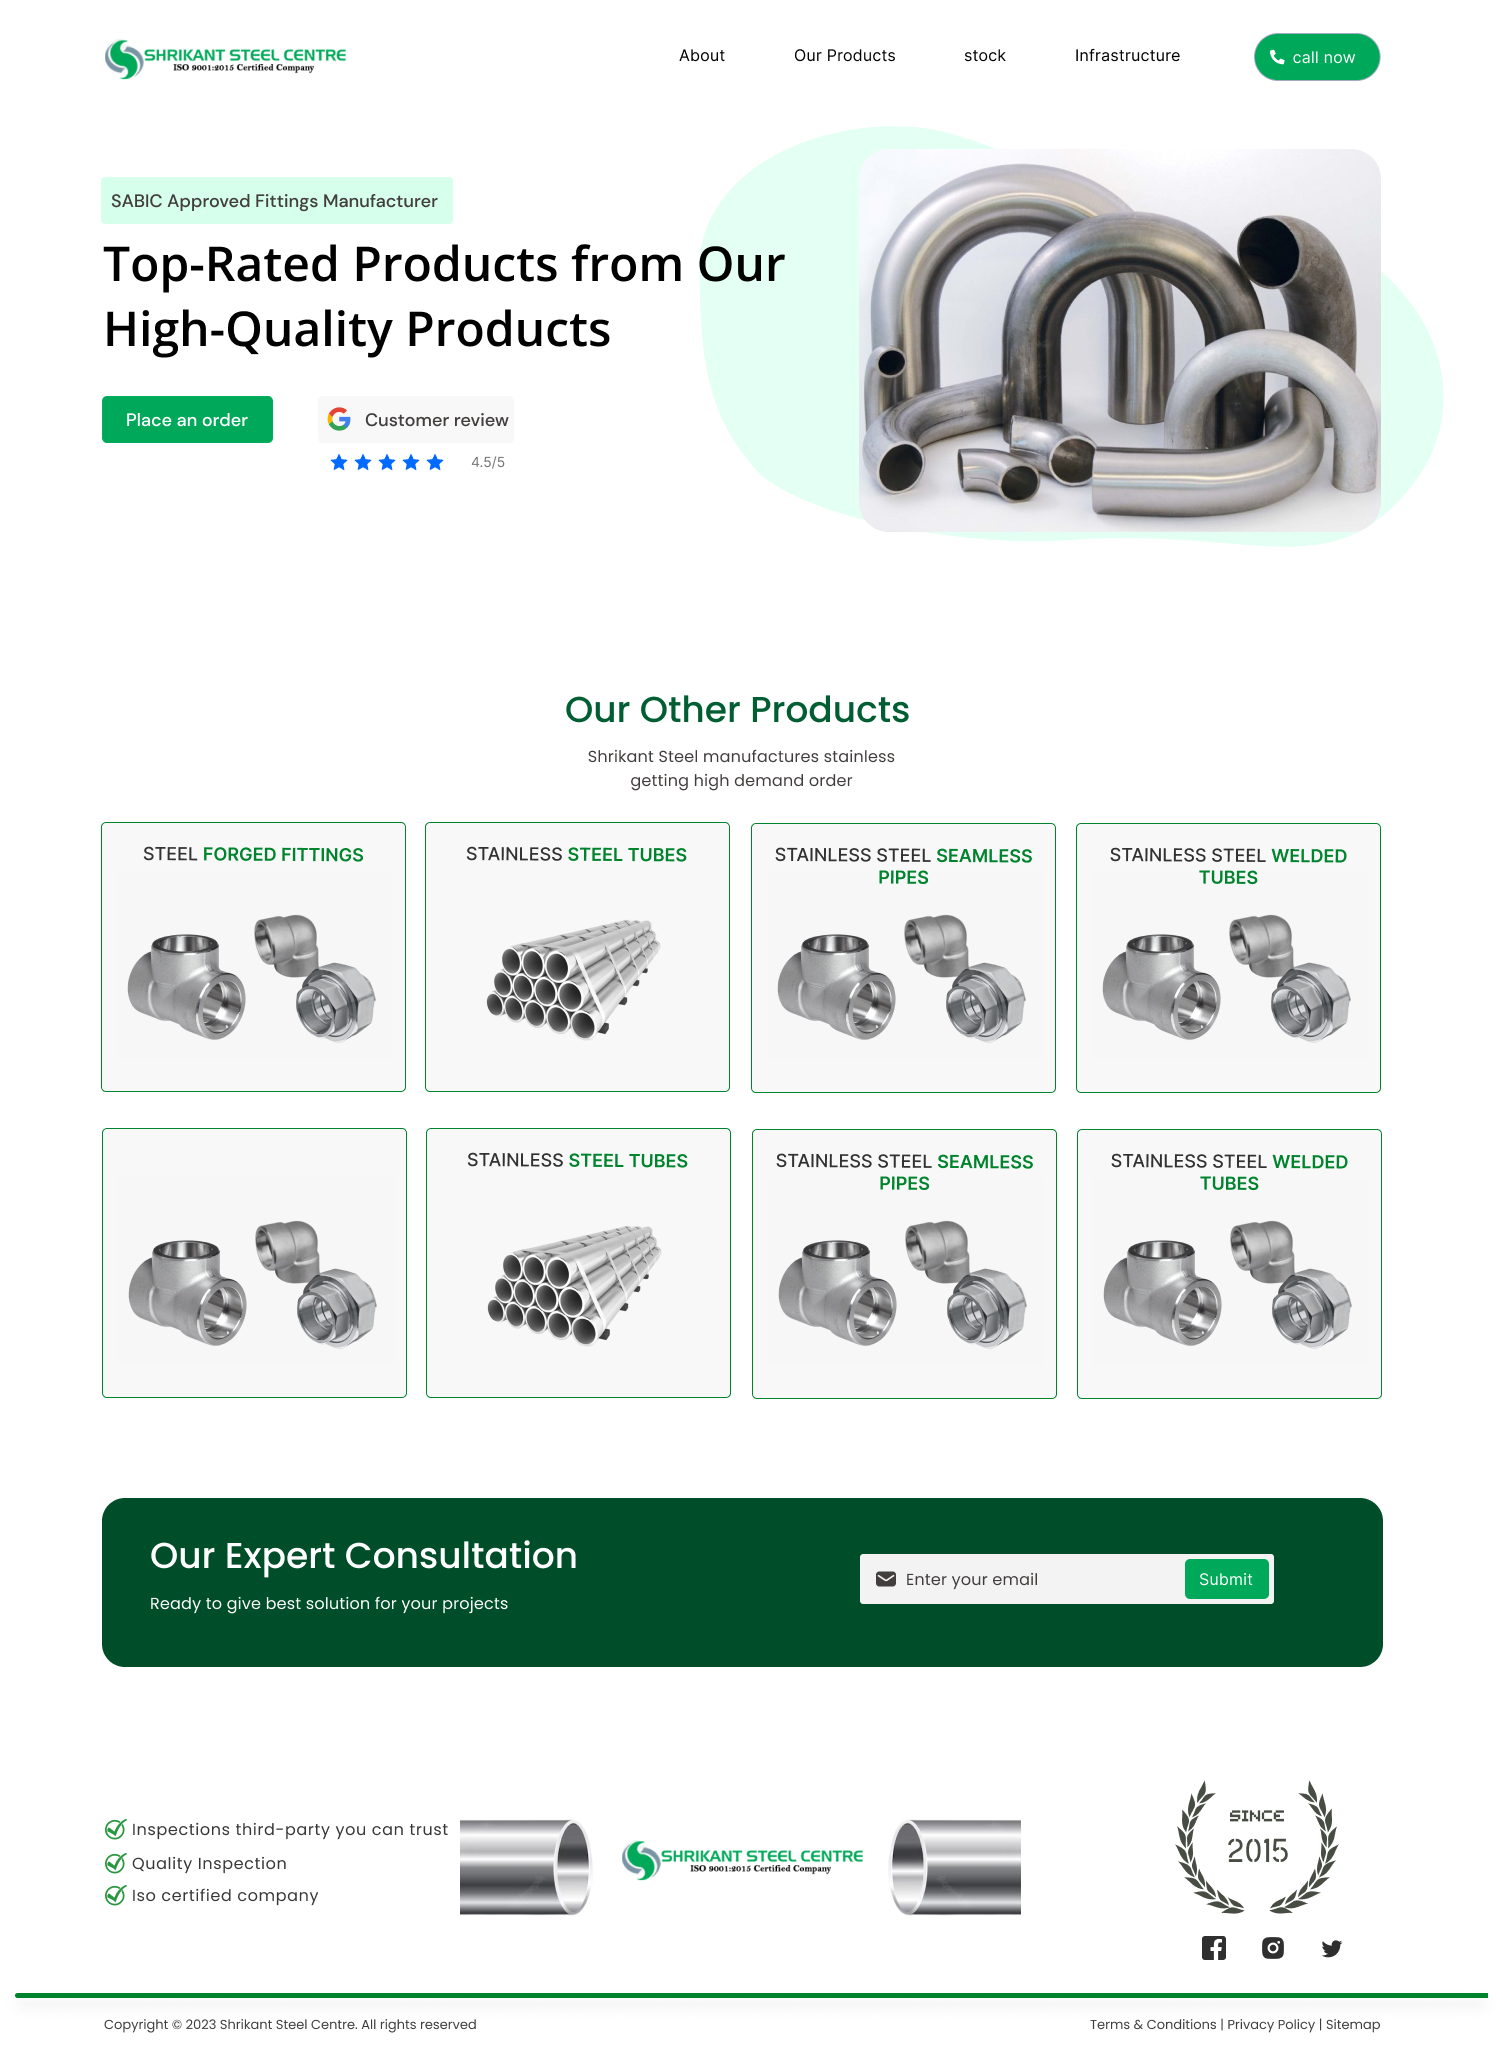 SHRIKANT STEEL CENTRE
ISO 9001:2015 Certified Company
About
Our Products
stock
Infrastructure
call now
SABIC Approved Fittings Manufacturer
Top-Rated Products from Our
High-Quality Products
Place an order
Customer review
4.5/5
Our Other Products
Shrikant Steel manufactures stainless
getting high demand order
STEEL FORGED FITTINGS
STAINLESS STEEL TUBES
STAINLESS STEEL SEAMLESS
PIPES
STAINLESS STEEL WELDED
TUBES
STAINLESS STEEL TUBES
STAINLESS STEEL SEAMLESS
PIPES
STAINLESS STEEL WELDED
TUBES
Our Expert Consultation
Ready to give best solution for your projects
Enter your email
Submit
Inspections third-party you can trust
Quality Inspection
Iso certified company
SHRIKANT STEEL CENTRE
ISO 9001:2015 Certified Company
SINCE
2015
Copyright © 2023 Shrikant Steel Centre. All rights reserved
Terms & Conditions | Privacy Policy | Sitemap